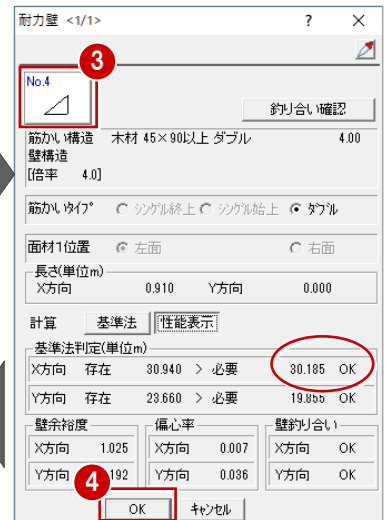 耐力壁 <1/1> ? ×
3
No.4
釣り合い確認
筋かい構造 木材 45×90以上 ダブル 4.00
壁構造
[倍率 4.0]
筋かいタイプ シングル終上 シングル始上 ダブル
面材1位置 左面 右面
長さ(単位m)
X方向 0.910 Y方向 0.000
計算 基準法 性能表示
基準法判定(単位m)
X方向 存在 30.940 > 必要 30.185 OK
Y方向 存在 23.660 > 必要 19.855 OK
壁余裕度 偏心率 壁釣り合い
X方向 1.025 X方向 0.007 X方向 OK
Y方向 192 Y方向 0.036 Y方向 OK
4
OK キャンセル